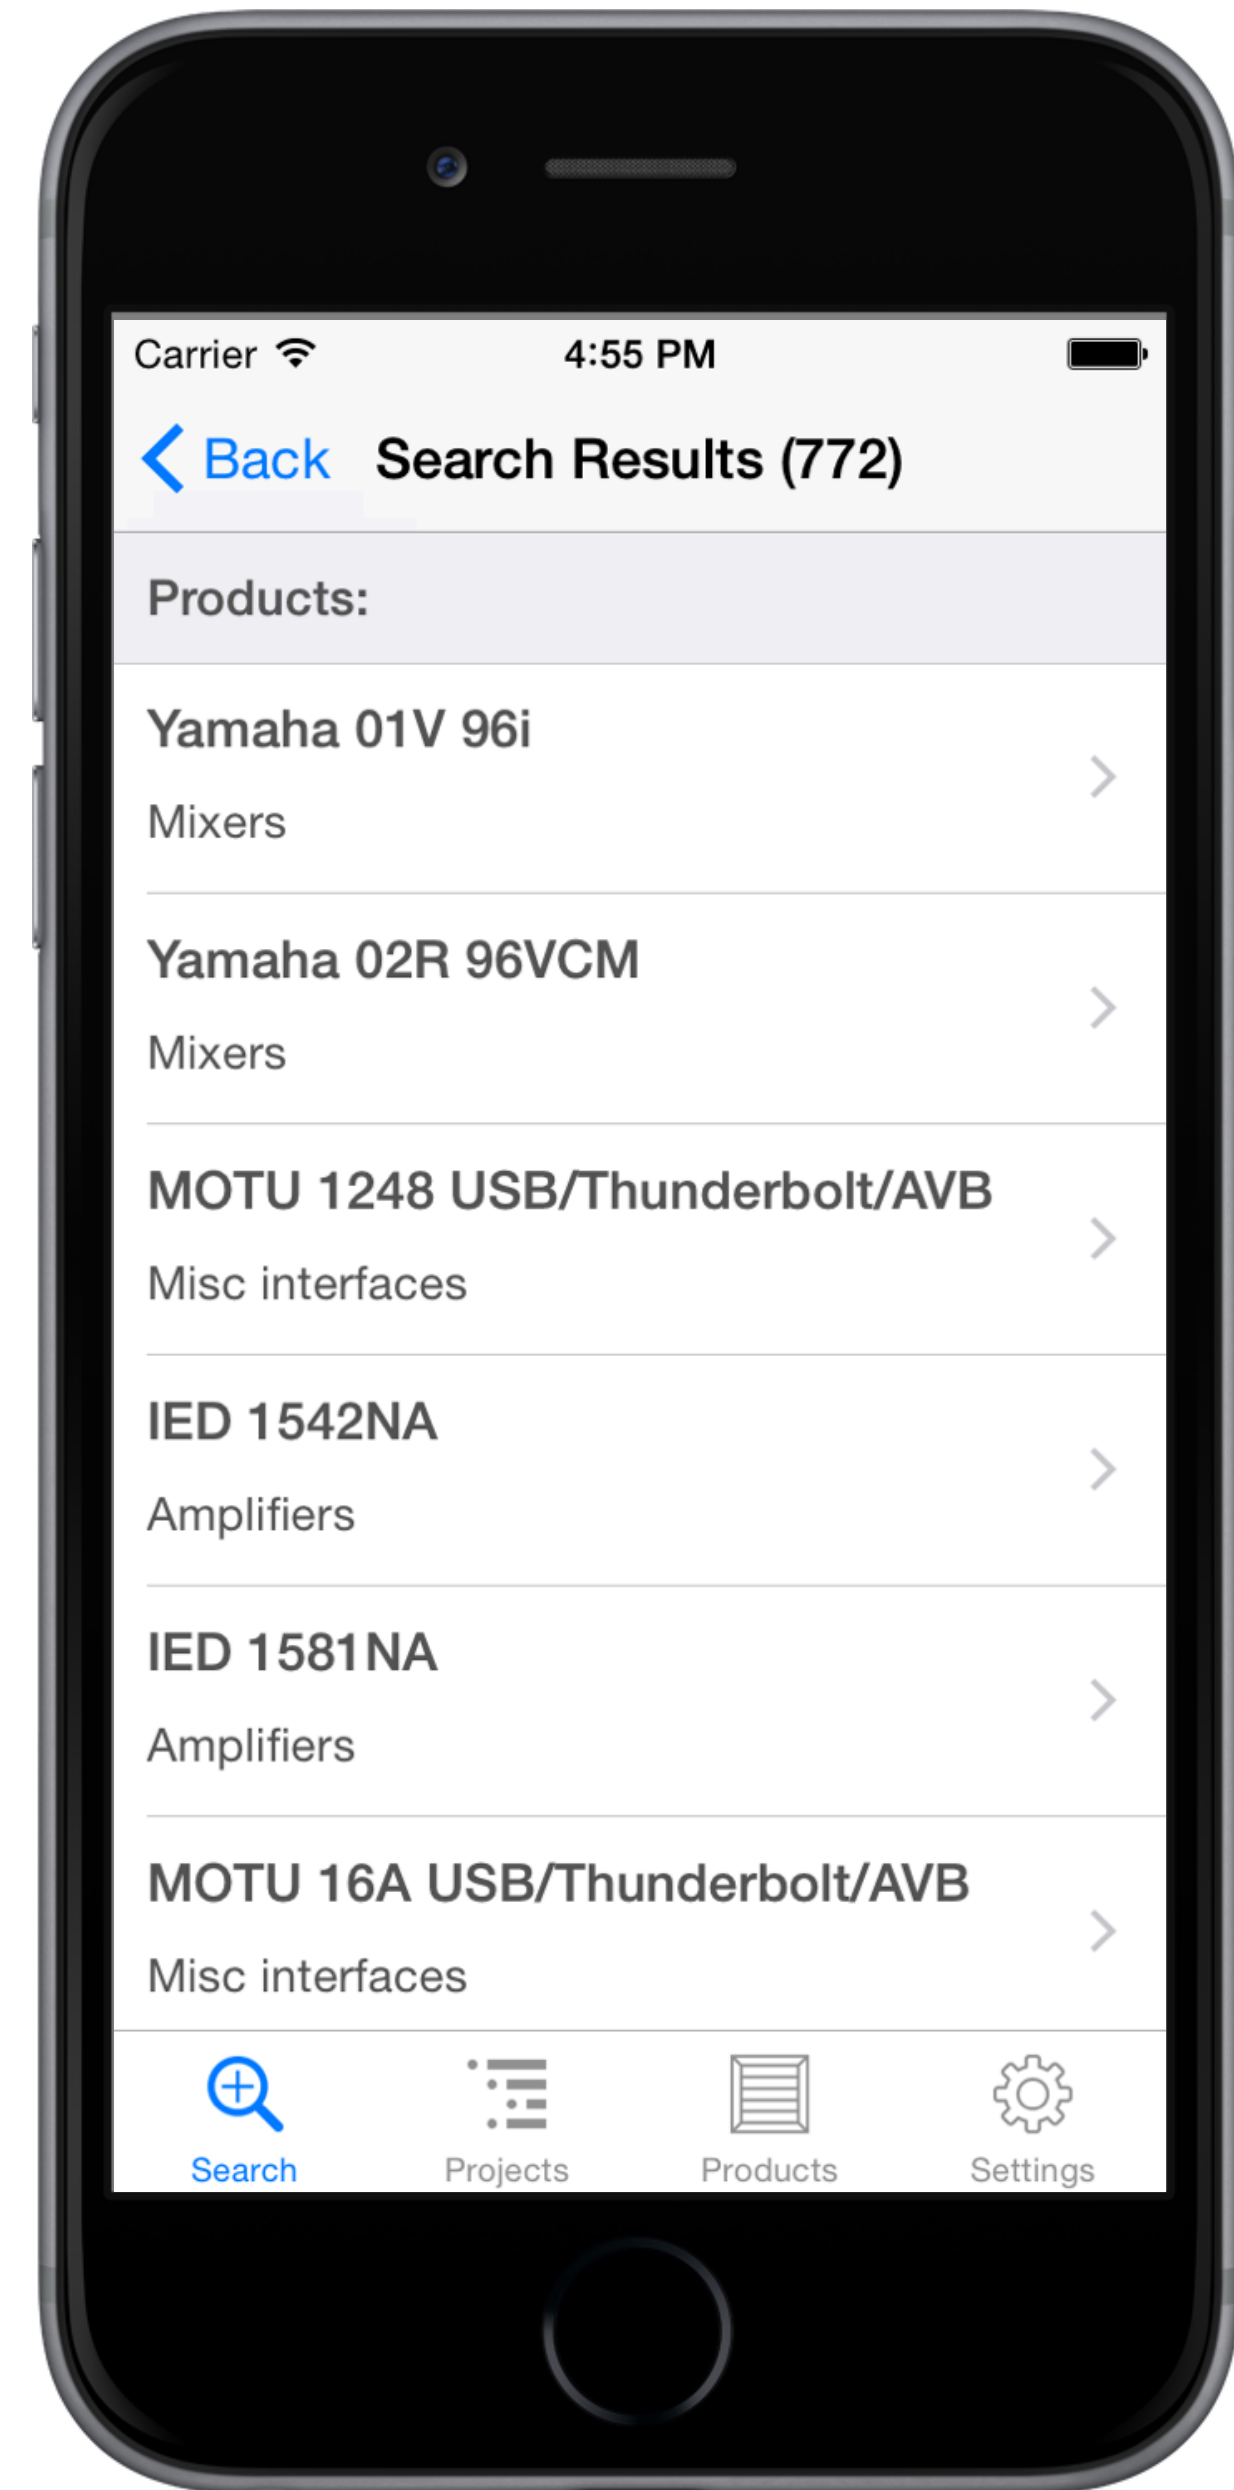 Carrier 4:55 PM
Back Search Results (772)
Products:
Yamaha 01V 96i
Mixers
Yamaha 02R 96VCM
Mixers
MOTU 1248 USB/Thunderbolt/AVB
Misc interfaces
IED 1542NA
Amplifiers
IED 1581NA
Amplifiers
MOTU 16A USB/Thunderbolt/AVB
Misc interfaces
Search Projects Products Settings